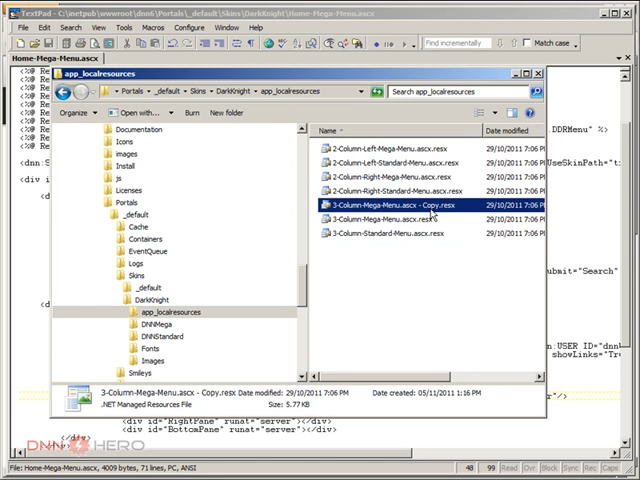 TextPad - C:\inetpub\wwwroot\dnn6\Portals\_default\Skins\DarkKnight\Home-Mega-Menu.ascx
File Edit Search View Tools Macros Configure Window Help
Find incrementally
Match case
Home-Mega-Menu.ascx
app_localresources
Portals _default Skins DarkKnight app_localresources
Search app_localresources
Organize Open with... Burn New folder
Documentation
Icons
images
Install
js
Licenses
Portals
_default
Cache
Containers
EventQueue
Logs
Skins
_default
DarkKnight
app_localresources
DNNMega
DNNStandard
Fonts
Images
Smileys
Name Date modified
2-Column-Left-Mega-Menu.ascx.resx 29/10/2011 7:06 PM
2-Column-Left-Standard-Menu.ascx.resx 29/10/2011 7:06 PM
2-Column-Right-Mega-Menu.ascx.resx 29/10/2011 7:06 PM
2-Column-Right-Standard-Menu.ascx.resx 29/10/2011 7:06 PM
3-Column-Mega-Menu.ascx - Copy.resx 29/10/2011 7:06 PM
3-Column-Mega-Menu.ascx.resx 29/10/2011 7:06 PM
3-Column-Standard-Menu.ascx.resx 29/10/2011 7:06 PM
3-Column-Mega-Menu.ascx - Copy.resx Date modified: 29/10/2011 7:06 PM Date created: 05/11/2011 1:16 PM
.NET Managed Resources File Size: 5.77 KB
<%@ Re
<%@ Re
<%@ Re
<%@ Re
<%@ Re
.DDRMenu" %>
<dnn:S
UseSkinPath="t
<div i
ubmit="Search"
<d
n:USER ID="dnn
showLinks="Tr
"/>
<div id="RightPane" runat="server"></div>
<div id="BottomPane" runat="server"></div>
</div>
</div>
DNN HERO
File: Home-Mega-Menu.ascx, 4009 bytes, 71 lines, PC, ANSI 48 99 Read Ovr Block Sync Rec Caps